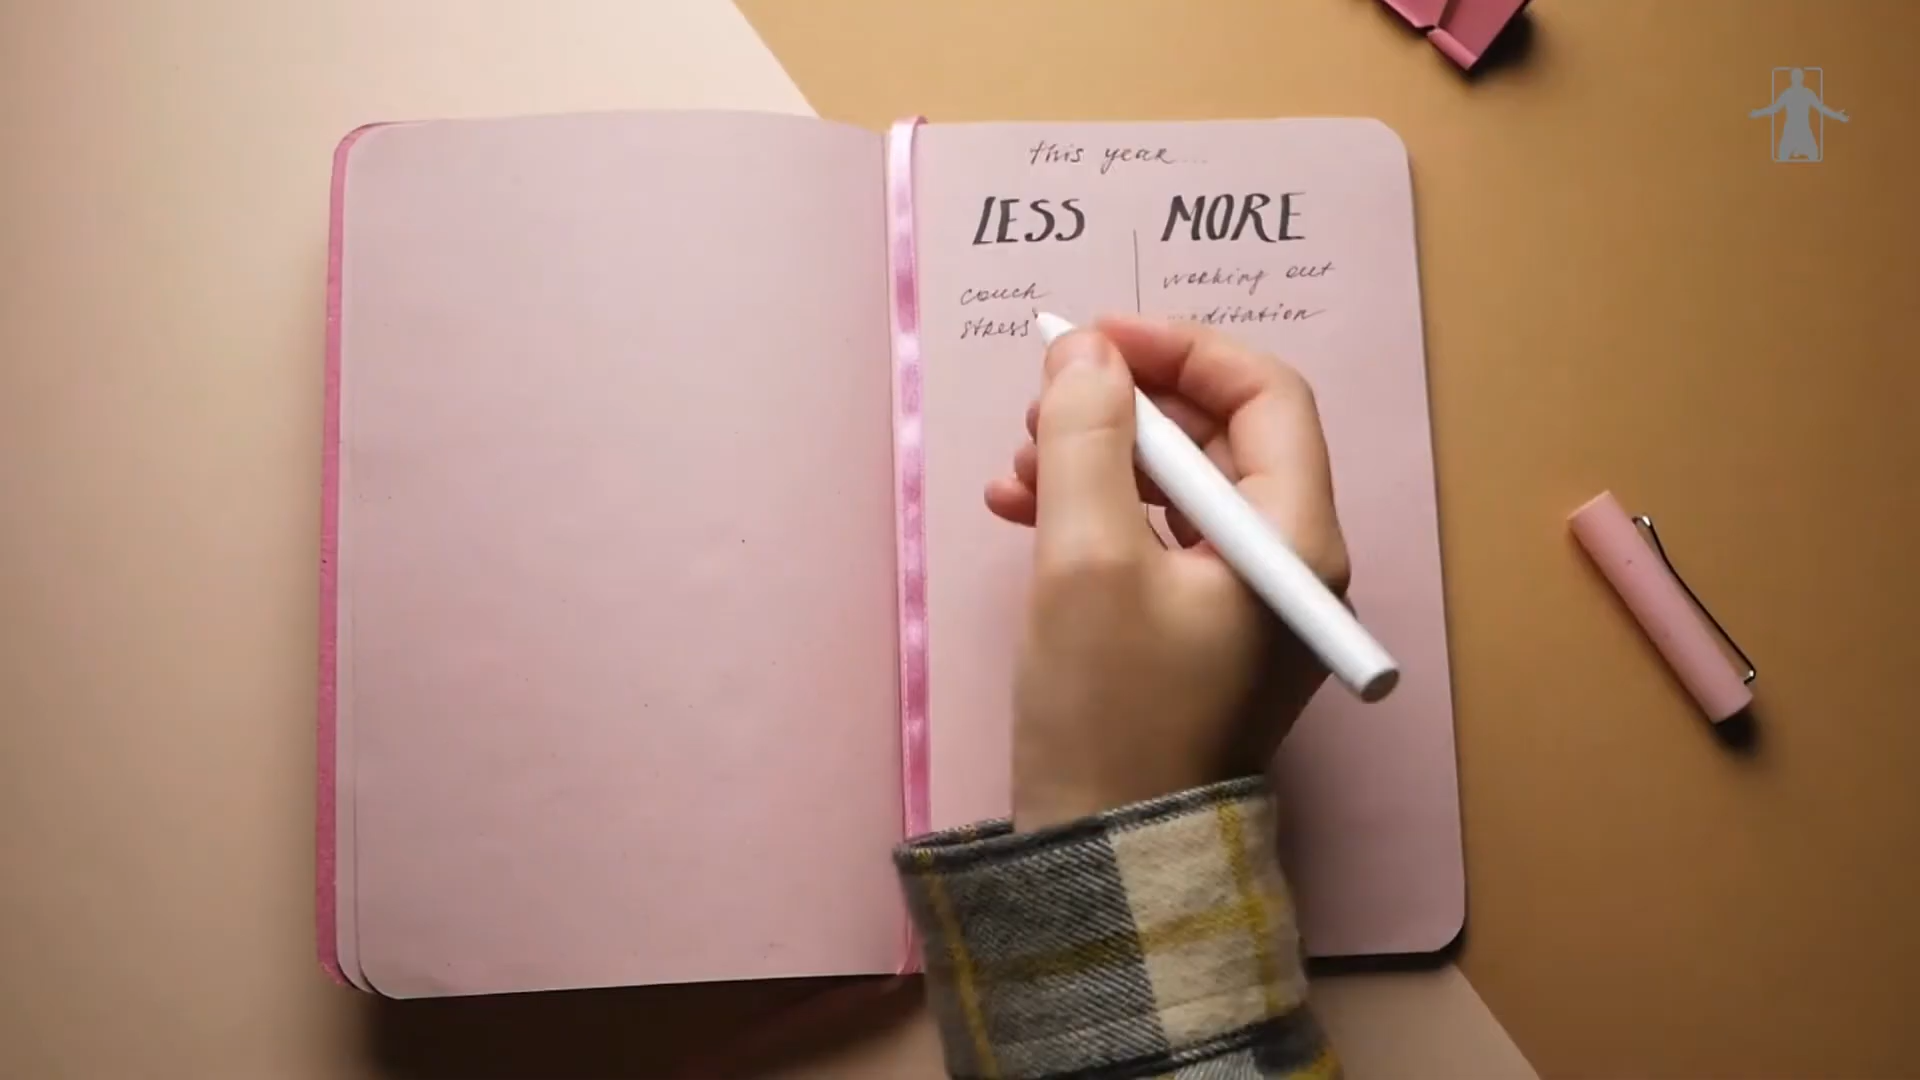 this year...
LESS
MORE
couch
stress
working out
meditation